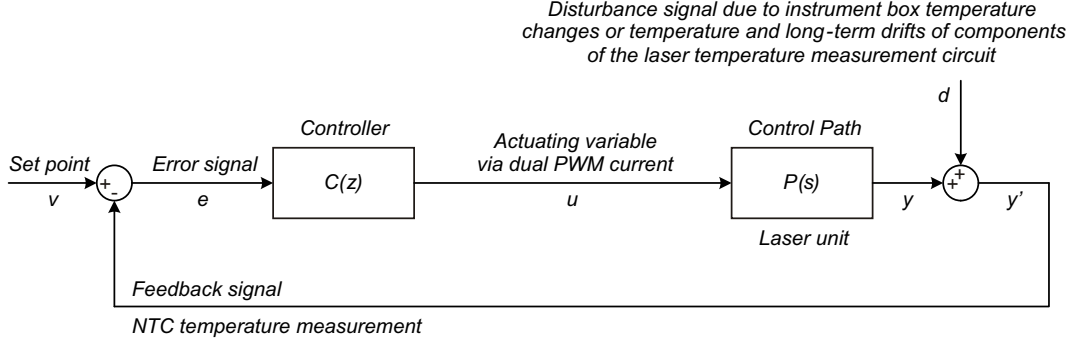 Disturbance signal due to instrument box temperature
changes or temperature and long-term drifts of components
of the laser temperature measurement circuit
d
Controller
Actuating variable
via dual PWM current
Control Path
Set point
v
+
-
Error signal
e
C(z)
u
P(s)
y
+
+
y'
Laser unit
Feedback signal
NTC temperature measurement